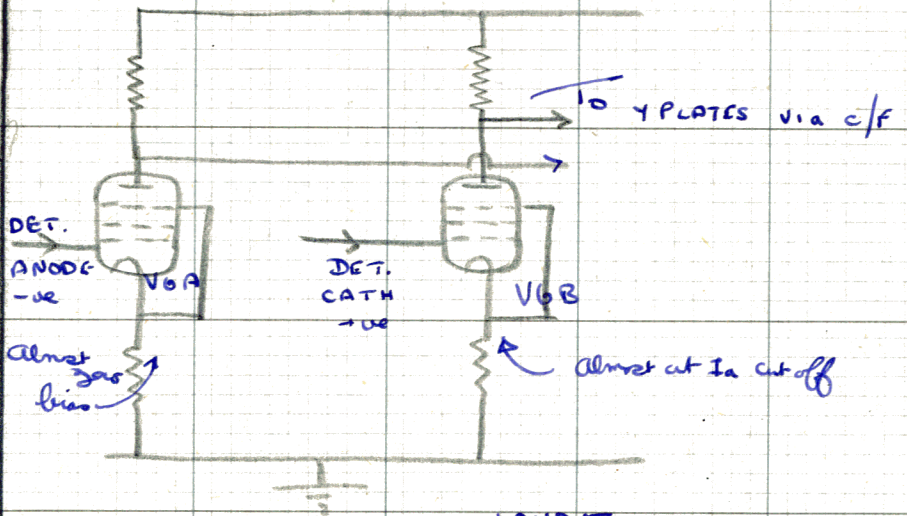 To Y PLATES via c/f
DET.
ANODE
-ve
V6A
DET.
CATH
+ve
V6B
Almost
zero
bias
Almost at Ia cut off